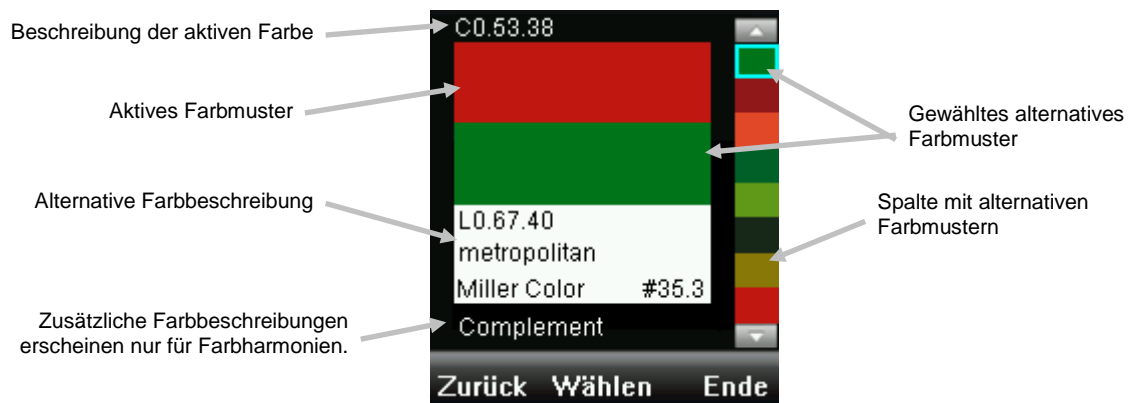 Beschreibung der aktiven Farbe
C0.53.38
Aktives Farbmuster
Gewähltes alternatives
Farbmuster
Alternative Farbbeschreibung
L0.67.40
metropolitan
Miller Color #35.3
Spalte mit alternativen
Farbmustern
Zusätzliche Farbbeschreibungen
erscheinen nur für Farbharmonien.
Complement
Zurück Wählen Ende